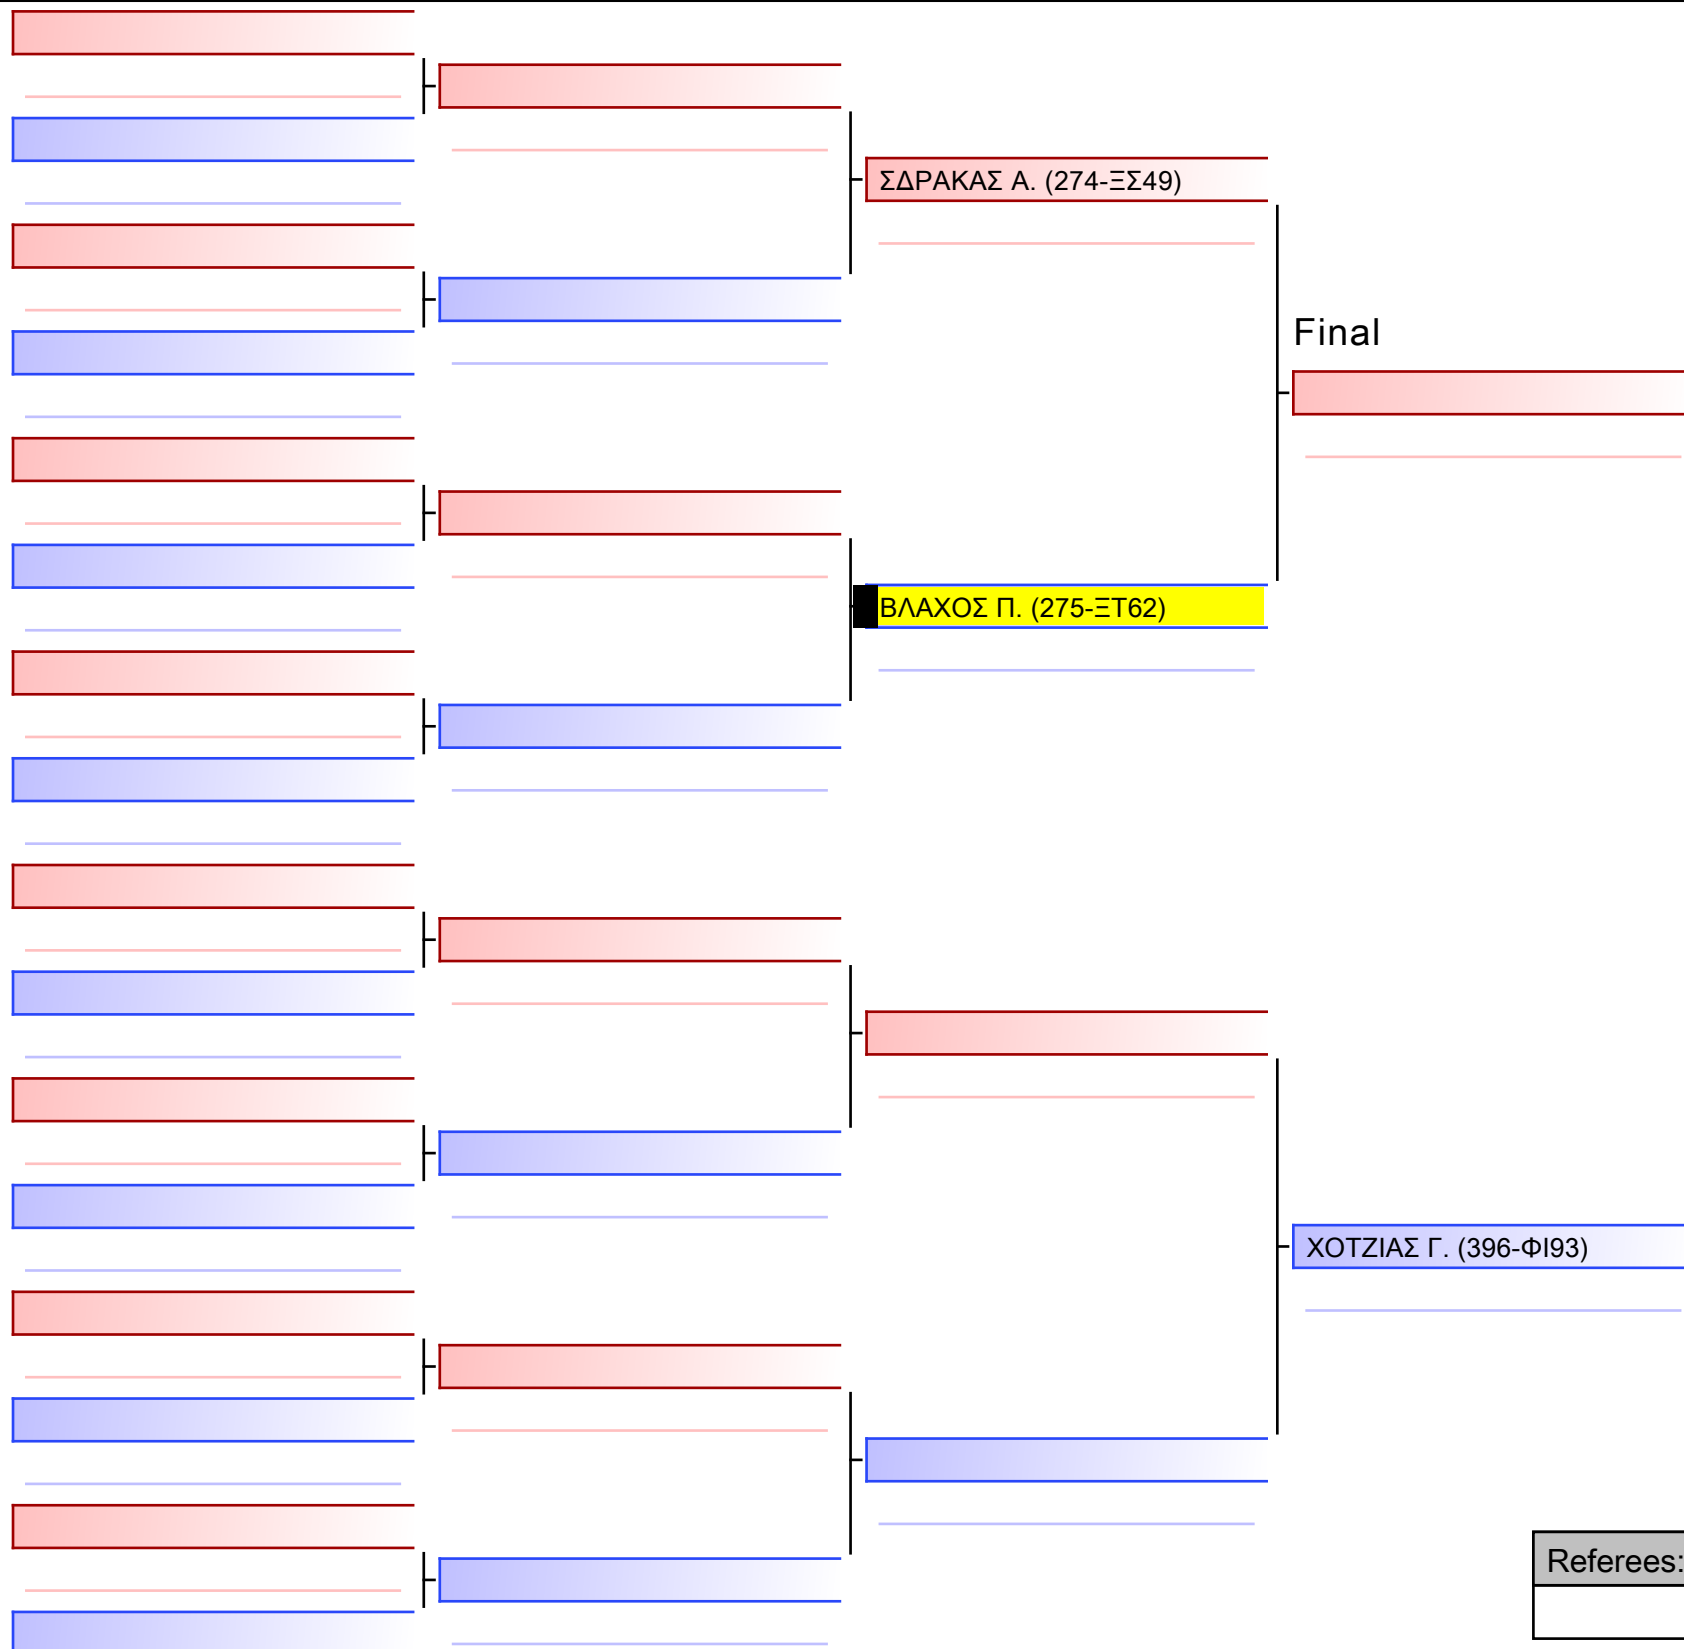 ΣΔΡΑΚΑΣ Α. (274-ΞΣ49)
Final
ΒΛΑΧΟΣ Π. (275-ΞΤ62)
ΧΟΤΖΙΑΣ Γ. (396-ΦΙ93)
Referees: